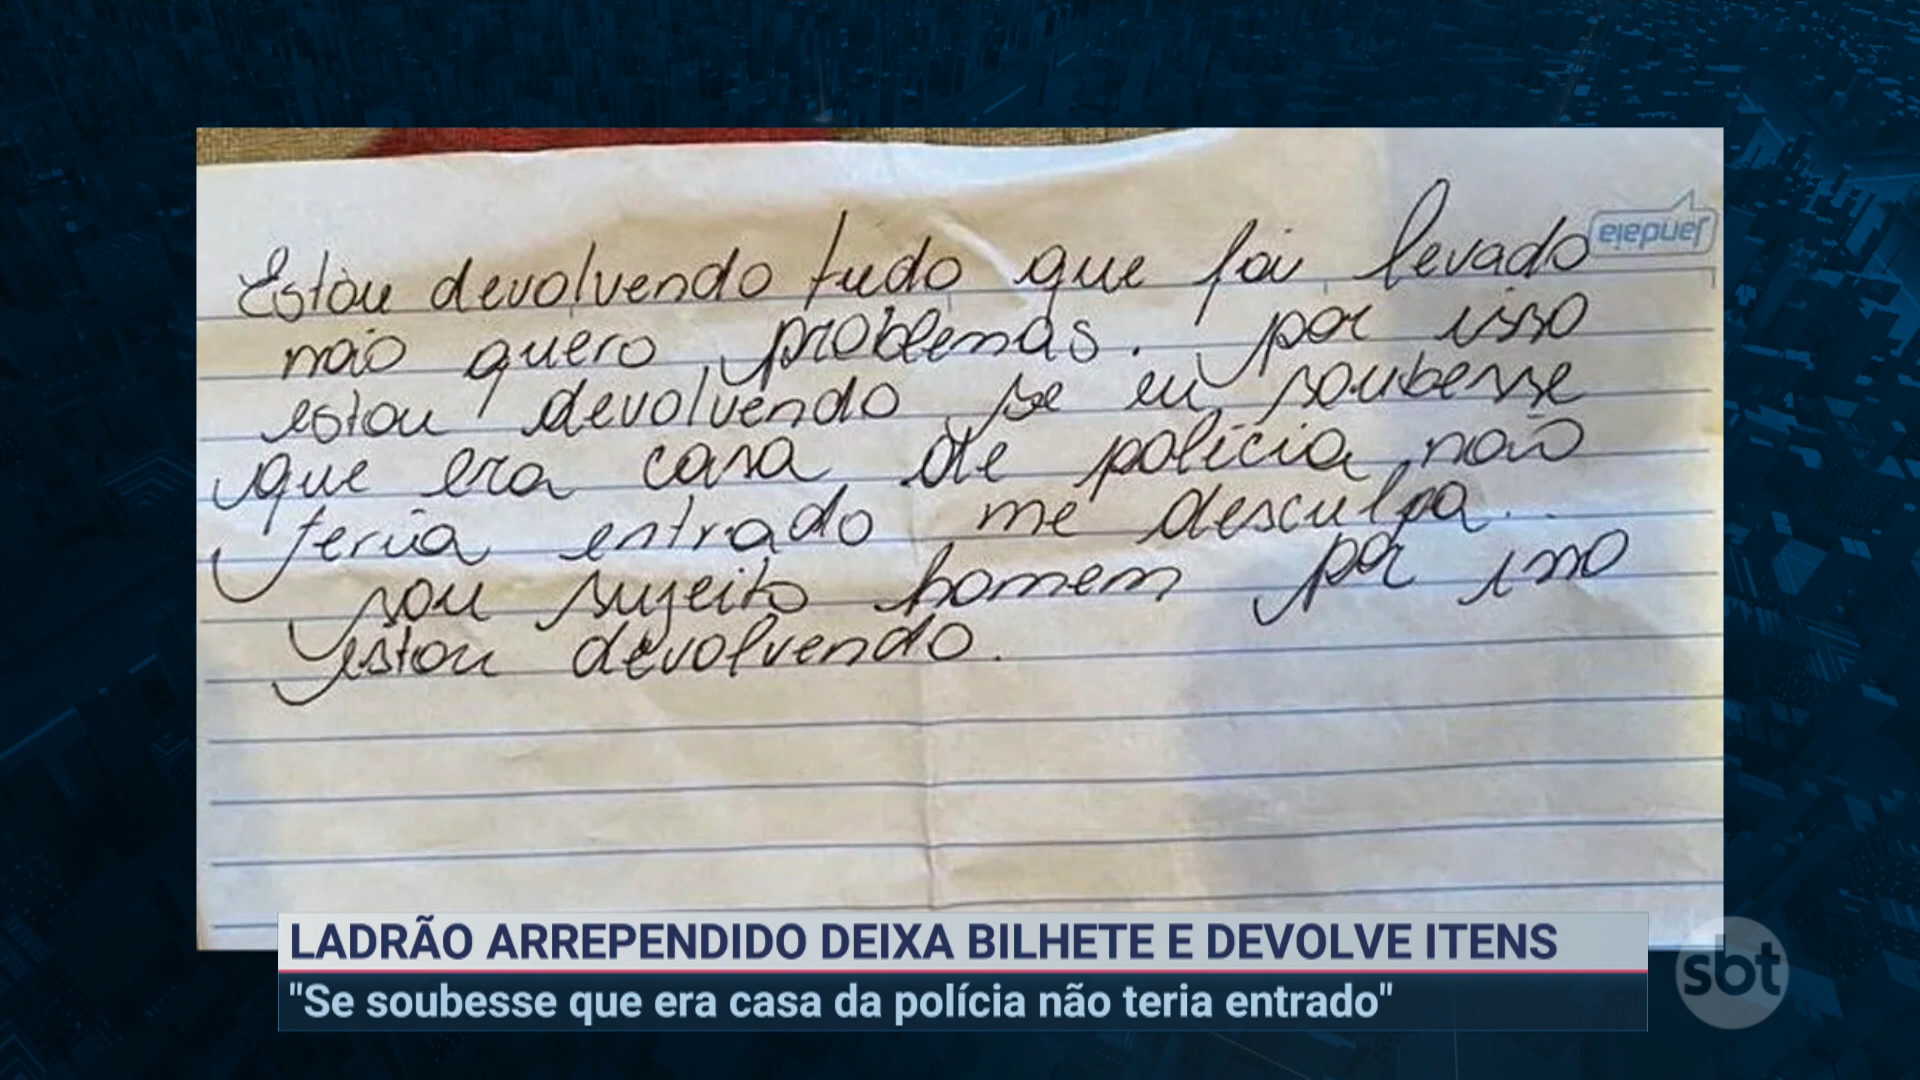 jandaia
Estou devolvendo tudo que foi levado
não quero problemas. por isso
estou devolvendo se eu soubesse
que era casa de polícia não
teria entrado me desculpa...
sou sujeito homem por isso
estou devolvendo.
LADRÃO ARREPENDIDO DEIXA BILHETE E DEVOLVE ITENS
"Se soubesse que era casa da polícia não teria entrado"
sbt